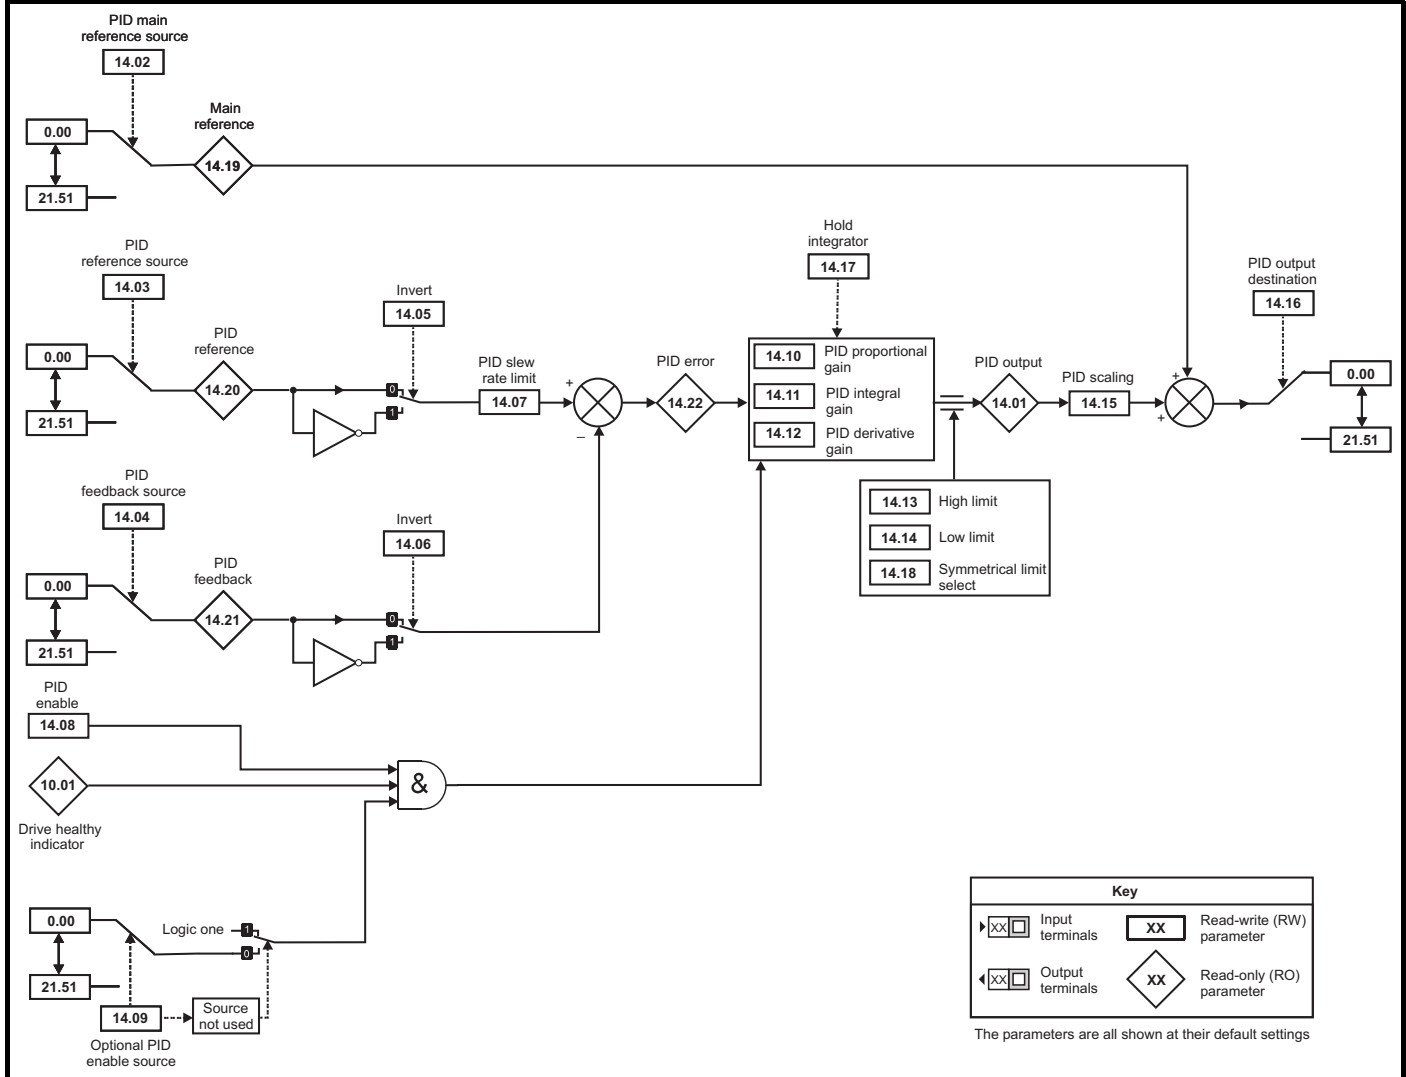 PID main
reference source
14.02
0.00
21.51
Main
reference
14.19
PID
reference source
14.03
0.00
21.51
PID
reference
14.20
Invert
14.05
0
1
PID slew
rate limit
14.07
+
–
PID error
14.22
Hold
integrator
14.17
14.10 PID proportional
gain
14.11 PID integral
gain
14.12 PID derivative
gain
PID output
14.01
PID scaling
14.15
+
+
PID output
destination
14.16
0.00
21.51
14.13 High limit
14.14 Low limit
14.18 Symmetrical limit
select
PID
feedback source
14.04
0.00
21.51
PID
feedback
14.21
Invert
14.06
0
1
PID
enable
14.08
10.01
Drive healthy
indicator
&
0.00
21.51
Logic one
1
0
14.09
Source
not used
Optional PID
enable source
Key
XX Input
terminals
XX Read-write (RW)
parameter
XX Output
terminals
XX Read-only (RO)
parameter
The parameters are all shown at their default settings